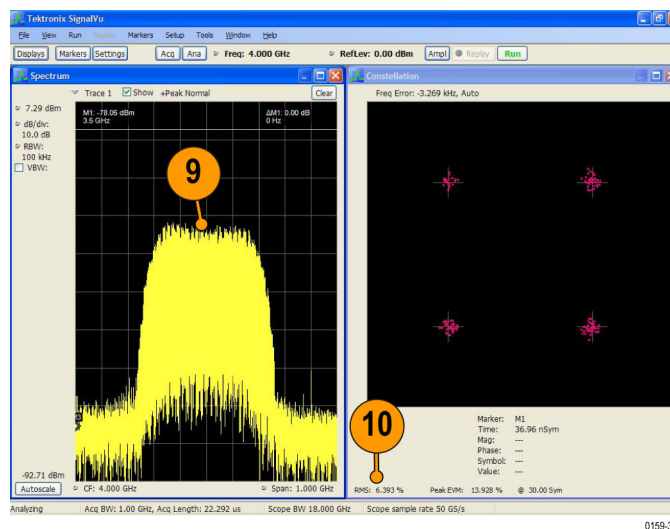 Tektronix SignalVu
File View Run Replay Markers Setup Tools Window Help
Displays Markers Settings Acq Ana Freq: 4.000 GHz RefLev: 0.00 dBm Ampl Replay Run
Spectrum
Trace 1 Show +Peak Normal Clear
7.29 dBm
dB/div:
10.0 dB
RBW:
100 kHz
VBW:
M1: -78.05 dBm
3.5 GHz
ΔM1: 0.00 dB
0 Hz
9
-92.71 dBm
Autoscale CF: 4.000 GHz Span: 1.000 GHz
Constellation
Freq Error: -3.269 kHz, Auto
10
Marker: M1
Time: 36.96 nSym
Mag: ---
Phase: ---
Symbol: ---
Value: ---
RMS: 6.393 % Peak EVM: 13.928 % @ 30.00 Sym
Analyzing Acq BW: 1.00 GHz, Acq Length: 22.292 us Scope BW 18.000 GHz Scope sample rate 50 GS/s